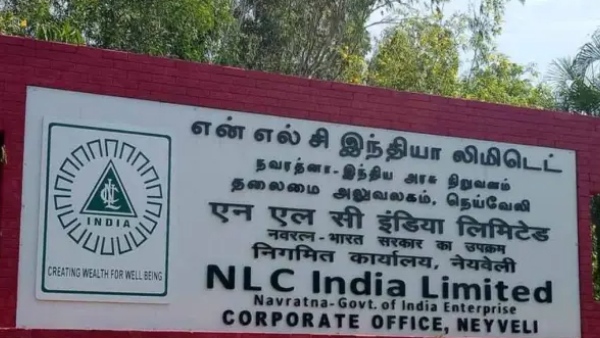 NLC
INDIA
CREATING WEALTH FOR WELL BEING
என் எல் சி இந்தியா லிமிடெட்
நவரத்னா-இந்திய அரசு நிறுவனம்
தலைமை அலுவலகம், நெய்வேலி
एन एल सी इंडिया लिमिटेड
नवरत्न - भारत सरकार का उपक्रम
निगमित कार्यालय, नेयवेली
NLC India Limited
Navratna-Govt. of India Enterprise
CORPORATE OFFICE, NEYVELI